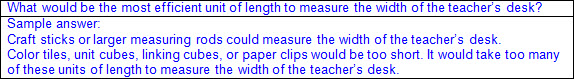 What would be the most efficient unit of length to measure the width of the teacher's desk?
Sample answer:
Craft sticks or larger measuring rods could measure the width of the teacher's desk.
Color tiles, unit cubes, linking cubes, or paper clips would be too short. It would take too many
of these units of length to measure the width of the teacher's desk.